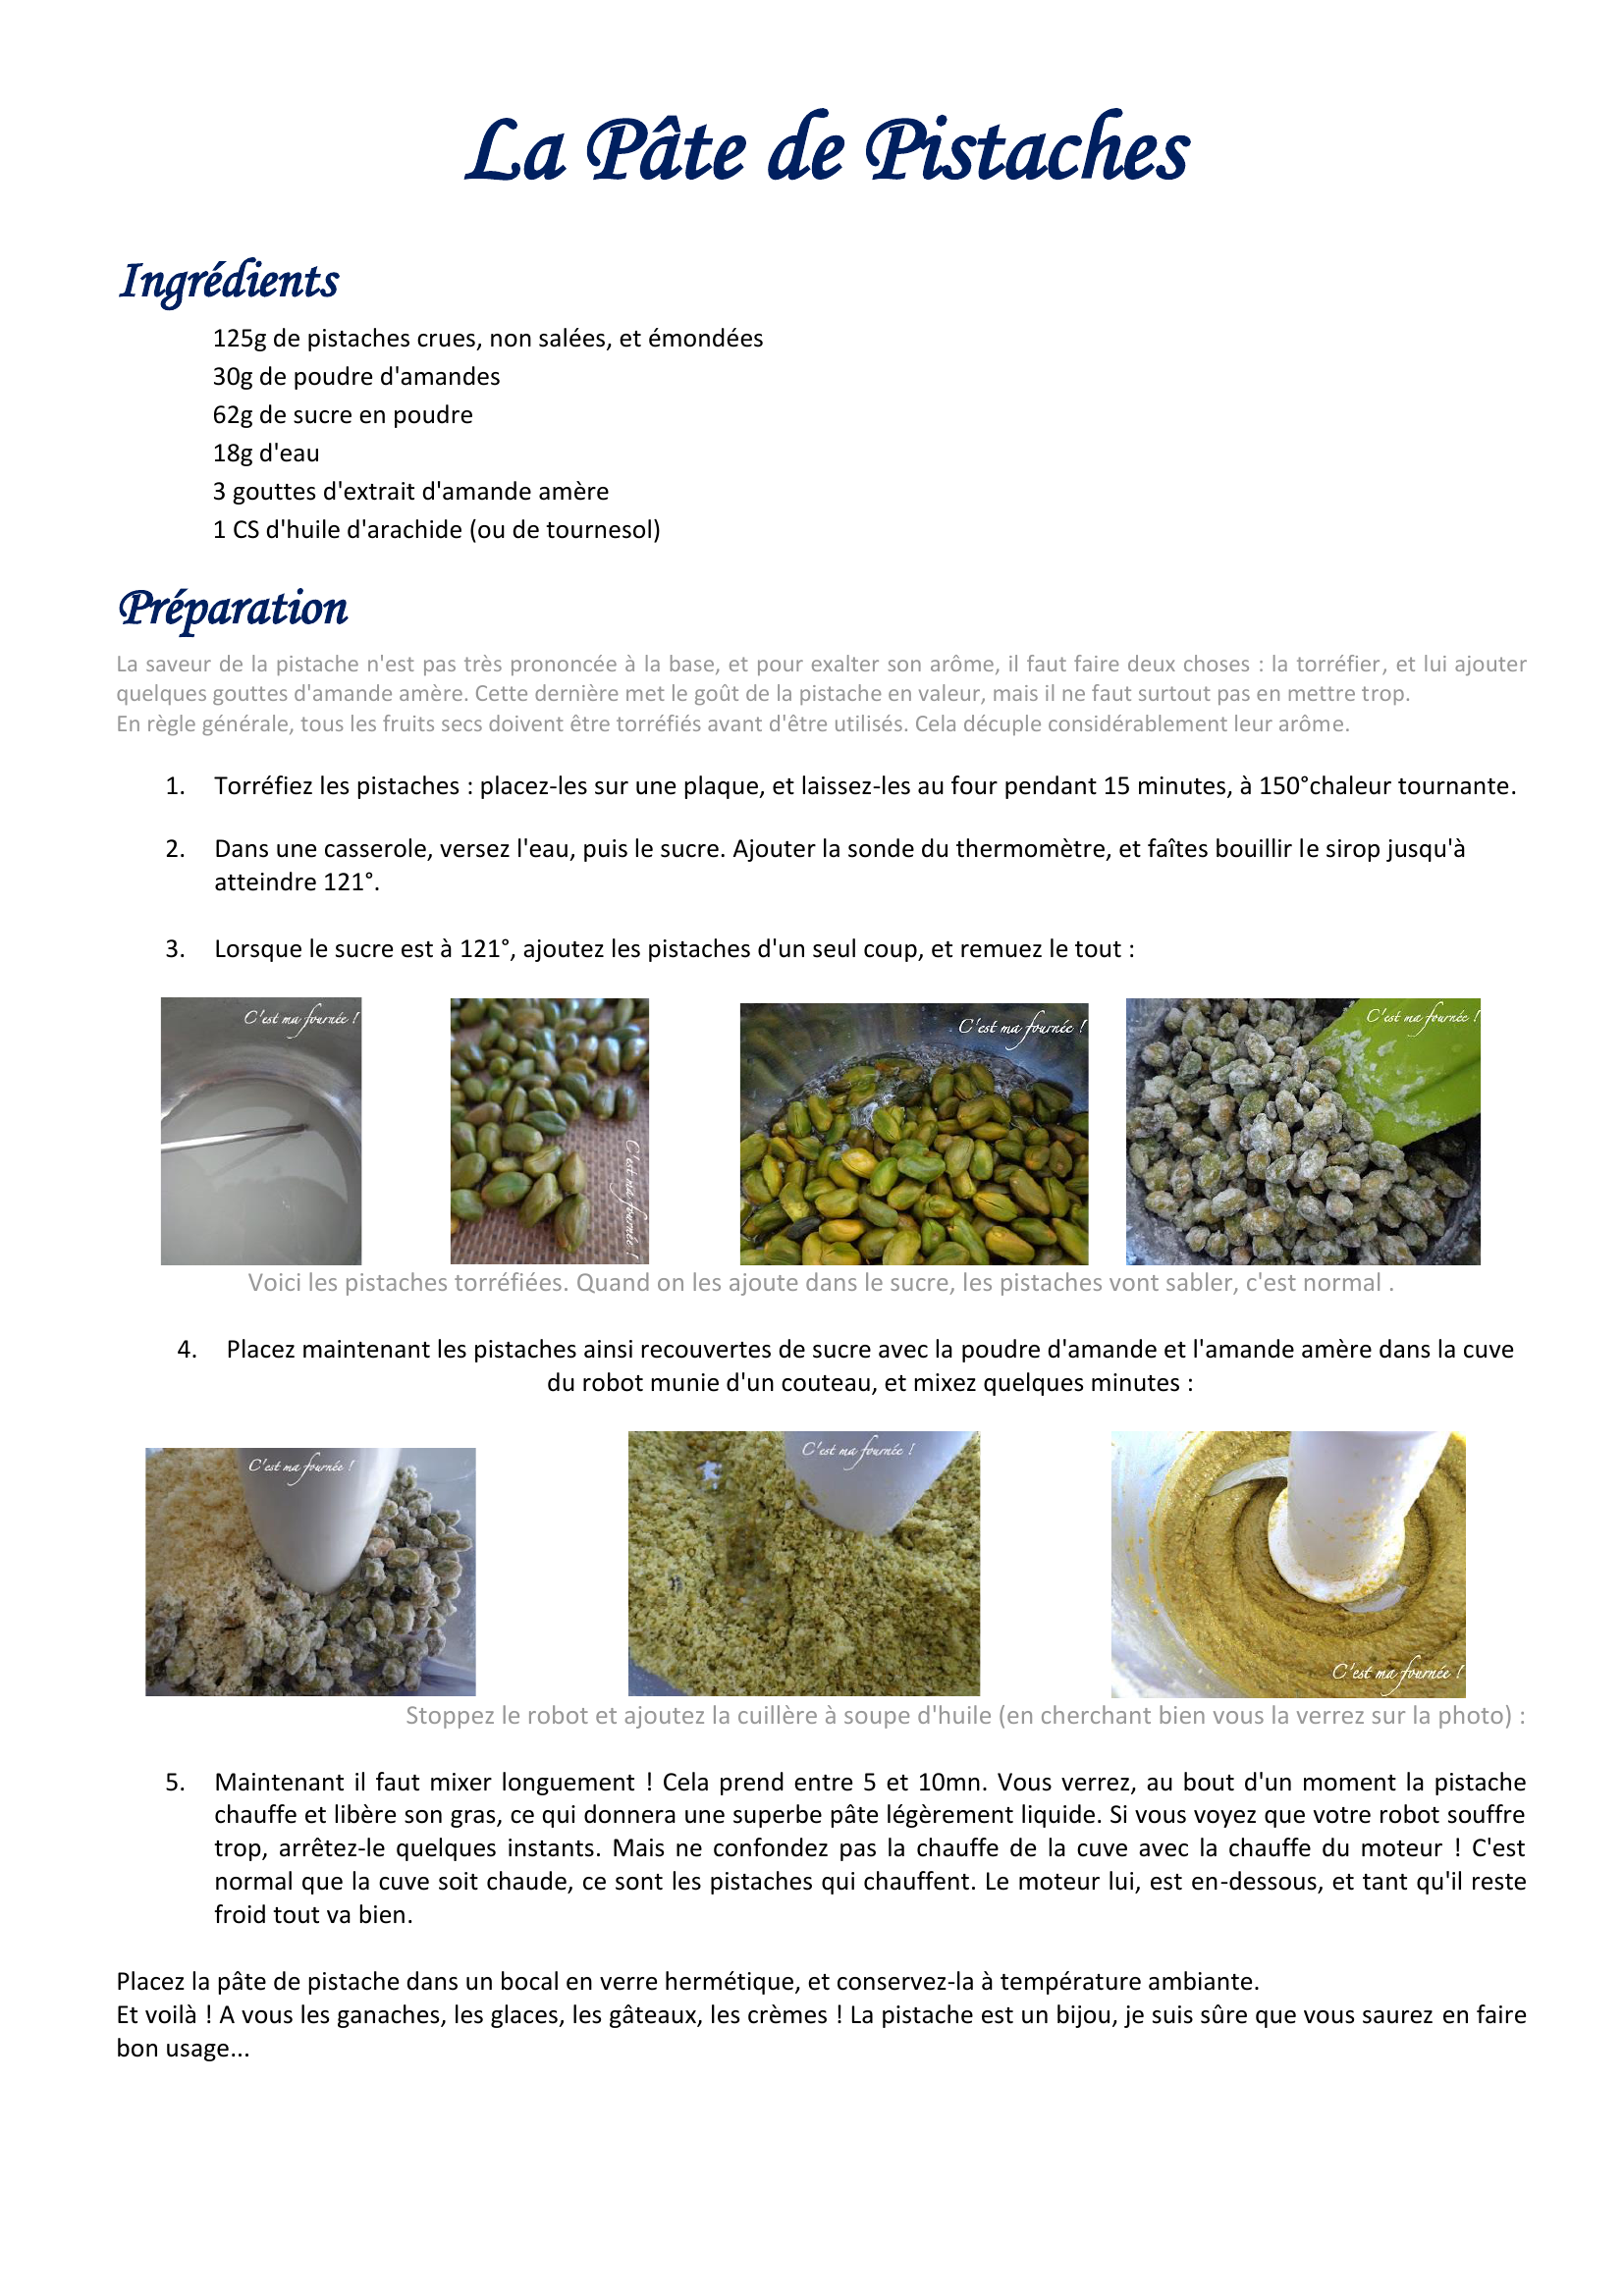 La Pâte de Pistaches
Ingrédients
125g de pistaches crues, non salées, et émondées
30g de poudre d'amandes
62g de sucre en poudre
18g d'eau
3 gouttes d'extrait d'amande amère
1 CS d'huile d'arachide (ou de tournesol)
Préparation
La saveur de la pistache n'est pas très prononcée à la base, et pour exalter son arôme, il faut faire deux choses : la torréfier, et lui ajouter
quelques gouttes d'amande amère. Cette dernière met le goût de la pistache en valeur, mais il ne faut surtout pas en mettre trop.
En règle générale, tous les fruits secs doivent être torréfiés avant d'être utilisés. Cela décuple considérablement leur arôme.
1. Torréfiez les pistaches : placez-les sur une plaque, et laissez-les au four pendant 15 minutes, à 150°chaleur tournante.
2. Dans une casserole, versez l'eau, puis le sucre. Ajouter la sonde du thermomètre, et faîtes bouillir le sirop jusqu'à
atteindre 121°.
3. Lorsque le sucre est à 121°, ajoutez les pistaches d'un seul coup, et remuez le tout :
C'est ma fournée !
C'est ma fournée !
C'est ma fournée !
C'est ma fournée !
Voici les pistaches torréfiées. Quand on les ajoute dans le sucre, les pistaches vont sabler, c'est normal .
4. Placez maintenant les pistaches ainsi recouvertes de sucre avec la poudre d'amande et l'amande amère dans la cuve
du robot munie d'un couteau, et mixez quelques minutes :
C'est ma fournée !
C'est ma fournée !
C'est ma fournée !
Stoppez le robot et ajoutez la cuillère à soupe d'huile (en cherchant bien vous la verrez sur la photo) :
5. Maintenant il faut mixer longuement ! Cela prend entre 5 et 10mn. Vous verrez, au bout d'un moment la pistache
chauffe et libère son gras, ce qui donnera une superbe pâte légèrement liquide. Si vous voyez que votre robot souffre
trop, arrêtez-le quelques instants. Mais ne confondez pas la chauffe de la cuve avec la chauffe du moteur ! C'est
normal que la cuve soit chaude, ce sont les pistaches qui chauffent. Le moteur lui, est en-dessous, et tant qu'il reste
froid tout va bien.
Placez la pâte de pistache dans un bocal en verre hermétique, et conservez-la à température ambiante.
Et voilà ! A vous les ganaches, les glaces, les gâteaux, les crèmes ! La pistache est un bijou, je suis sûre que vous saurez en faire
bon usage...